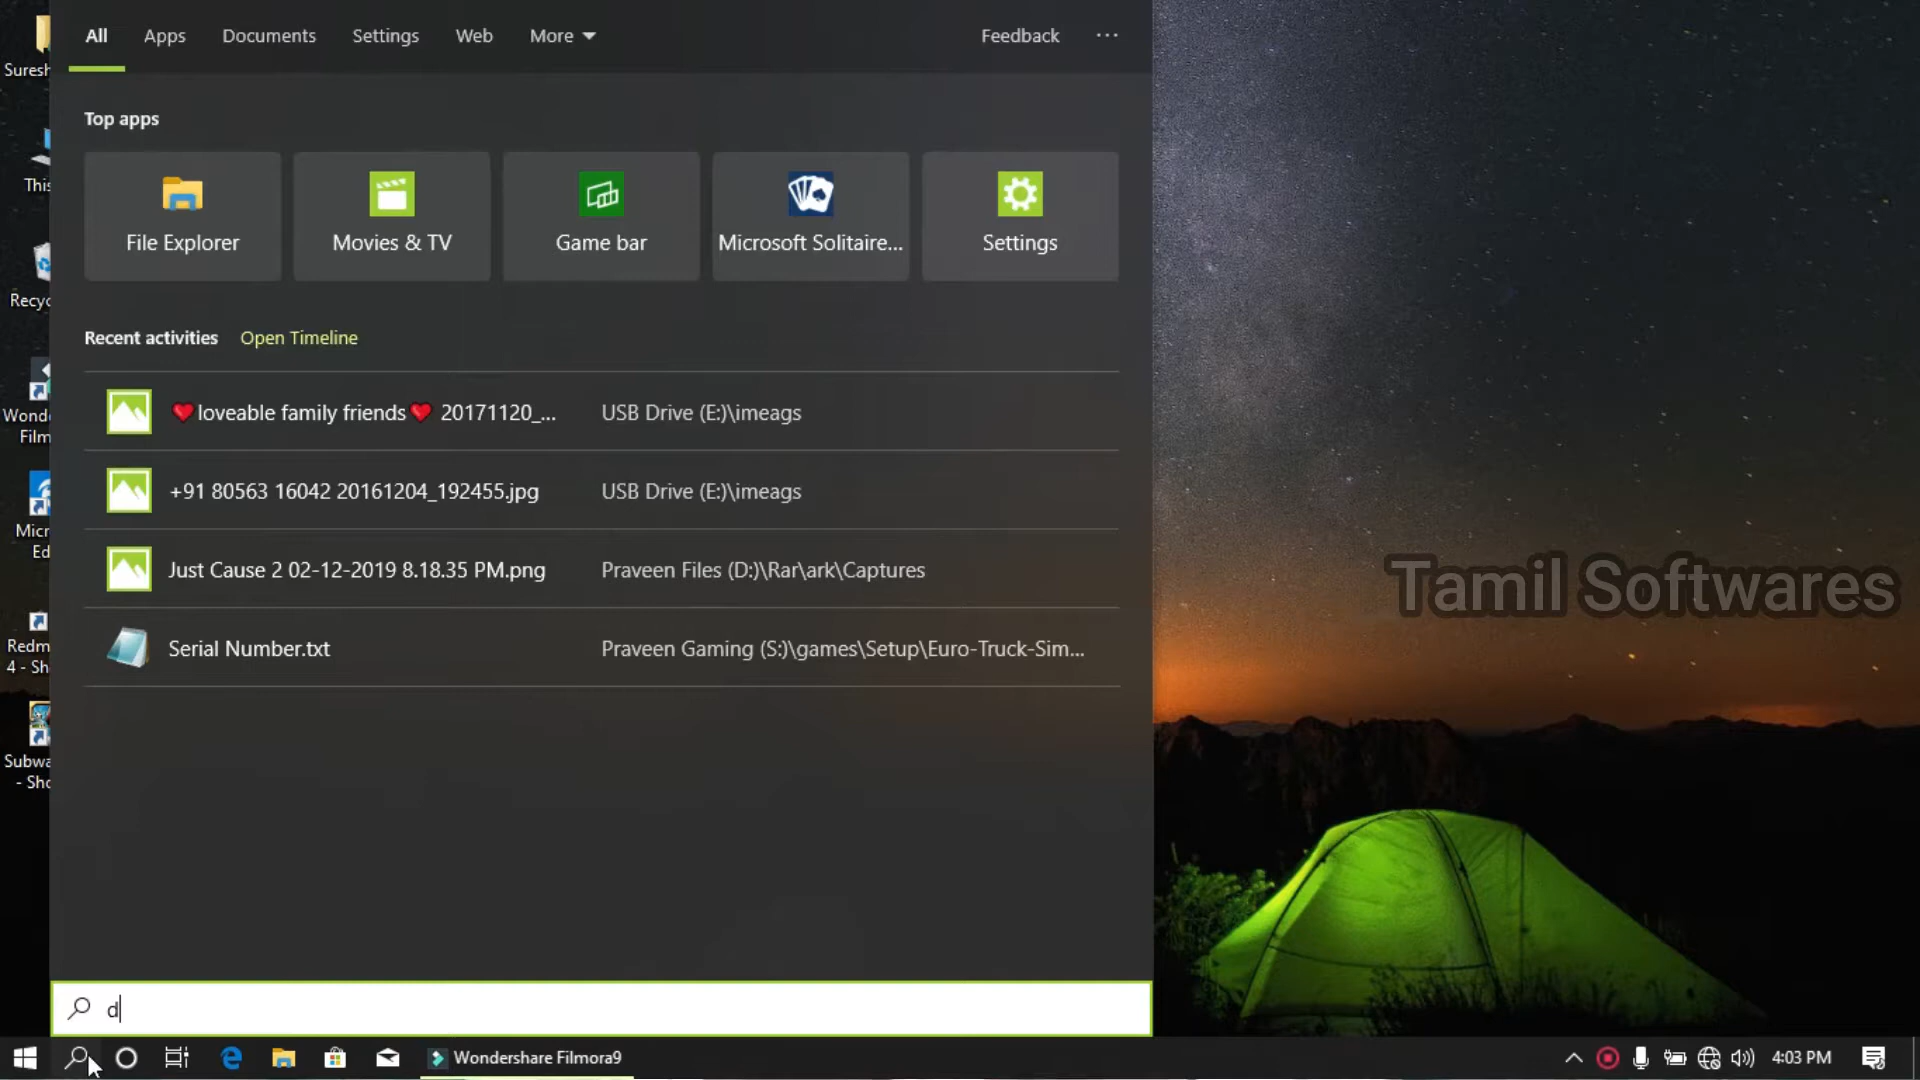 All Apps Documents Settings Web More Feedback ...
Top apps
File Explorer Movies & TV Game bar Microsoft Solitaire... Settings
Recent activities Open Timeline
❤loveable family friends❤ 20171120_... USB Drive (E:)\imeags
+91 80563 16042 20161204_192455.jpg USB Drive (E:)\imeags
Just Cause 2 02-12-2019 8.18.35 PM.png Praveen Files (D:)\Rar\ark\Captures
Serial Number.txt Praveen Gaming (S:)\games\Setup\Euro-Truck-Sim...
Suresh
This
Recyc
Wond
Film
Micr
Ed
Redm
4 - Sh
Subwa
- Sho
Tamil Softwares
d
Wondershare Filmora9
4:03 PM